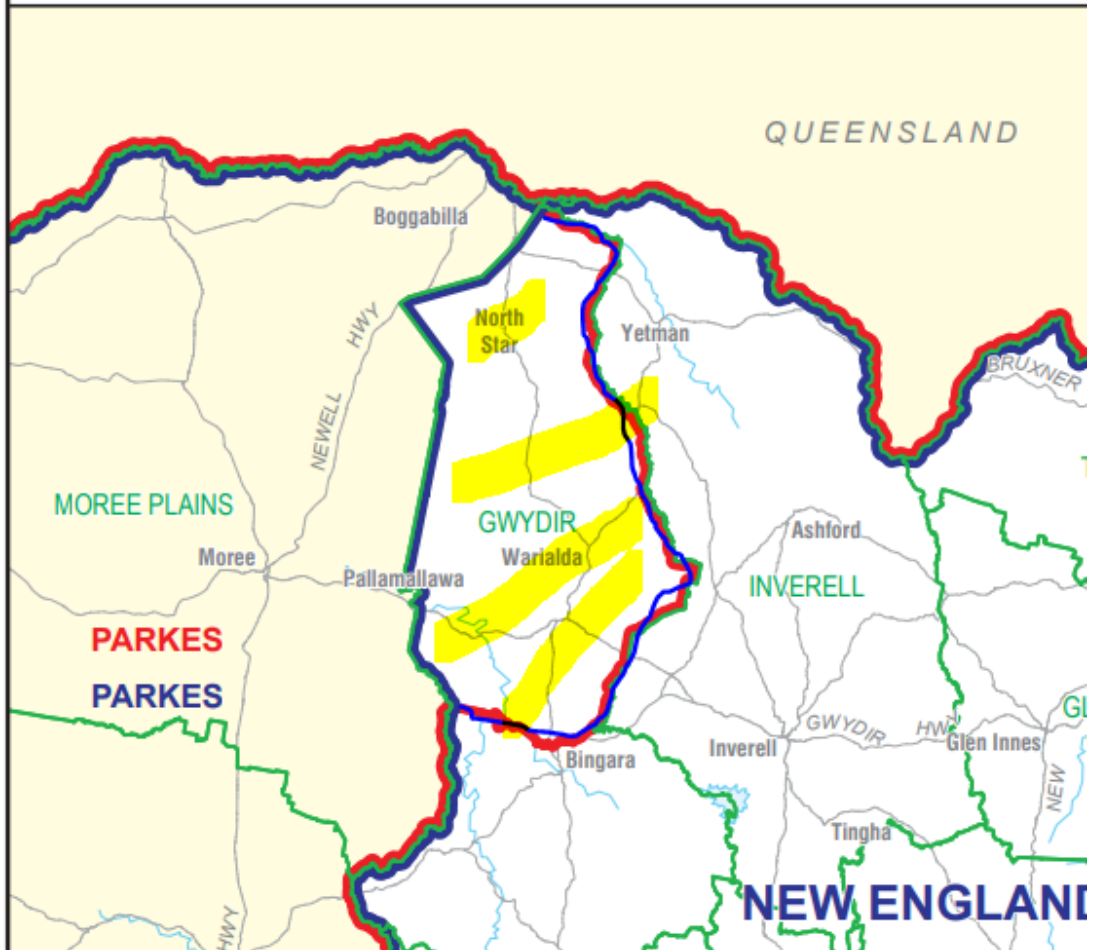 QUEENSLAND
Boggabilla
North
Star
Yetman
HWY
NEWELL
BRUXNER
MOREE PLAINS
GWYDIR
Ashford
Moree
Warialda
Pallamallawa
INVERELL
PARKES
PARKES
GL
GWYDIR
HWY
Inverell
Glen Innes
Bingara
NEW
Tingha
NEW ENGLAND
HWY